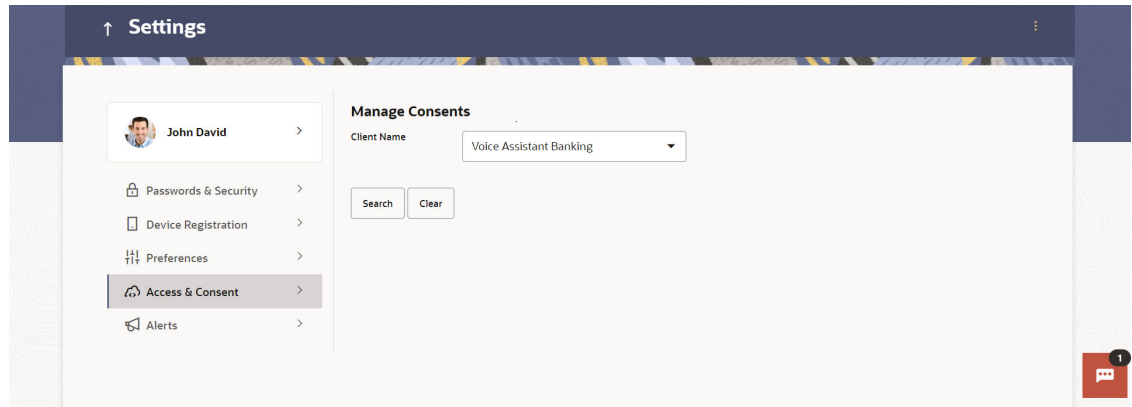 Settings
John David
Passwords & Security
Device Registration
Preferences
Access & Consent
Alerts
Manage Consents
Client Name
Voice Assistant Banking
Search
Clear
1